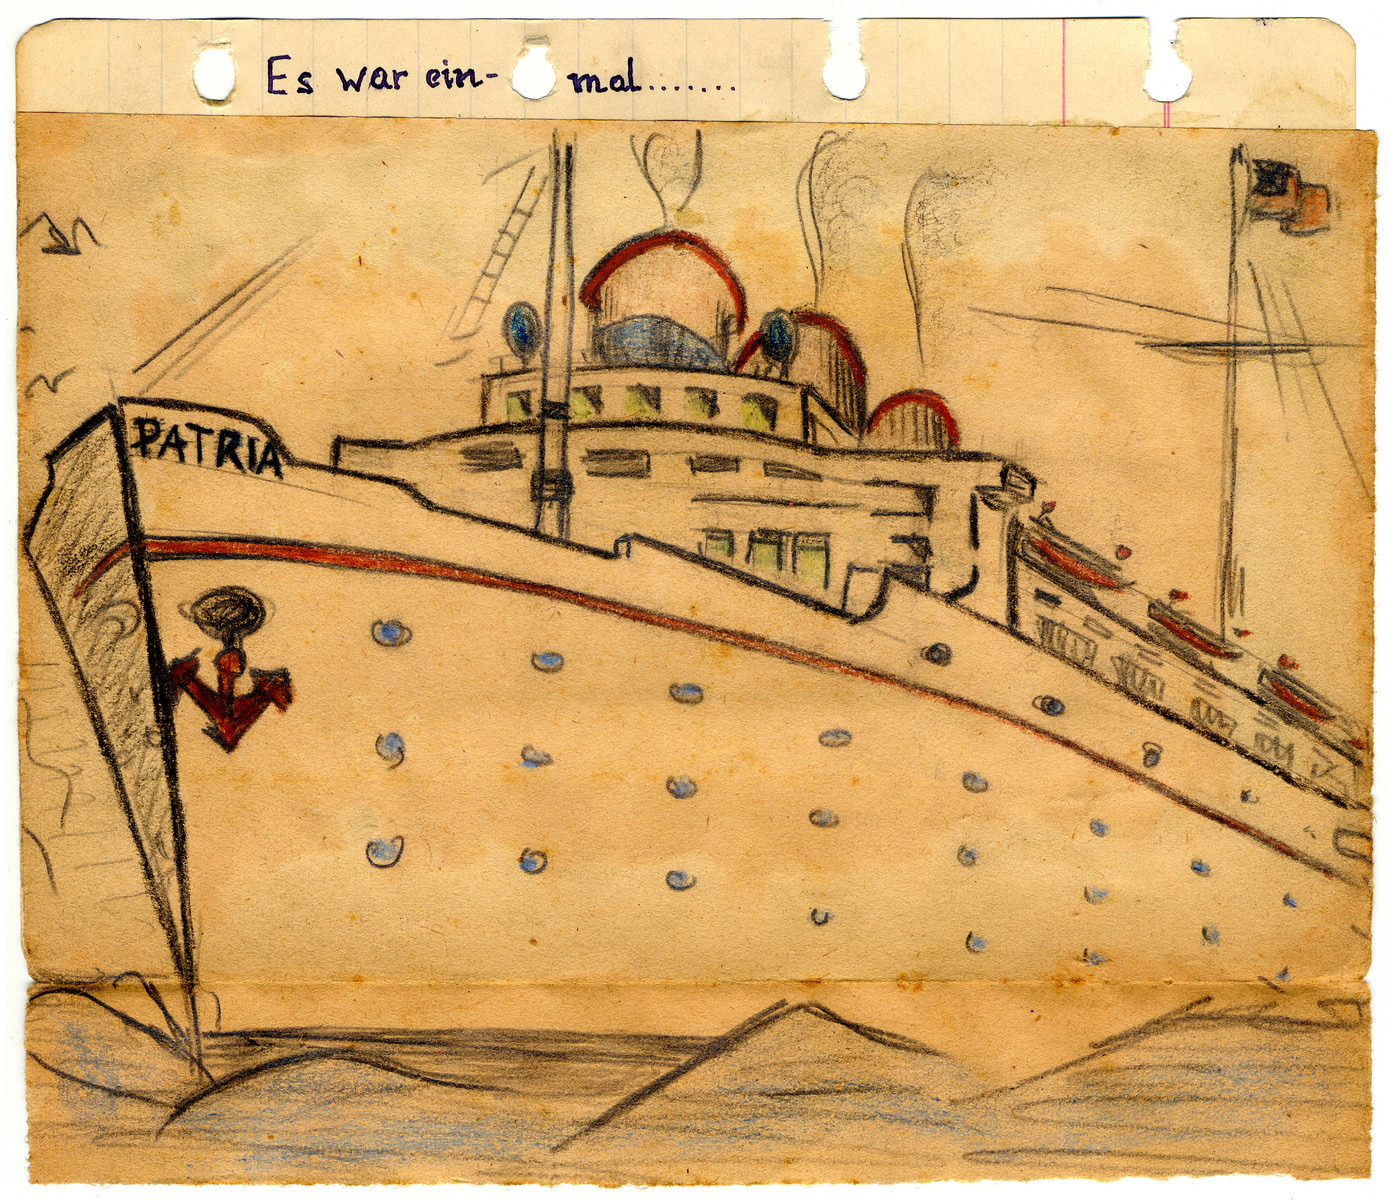 Es war ein- mal.......
PATRIA